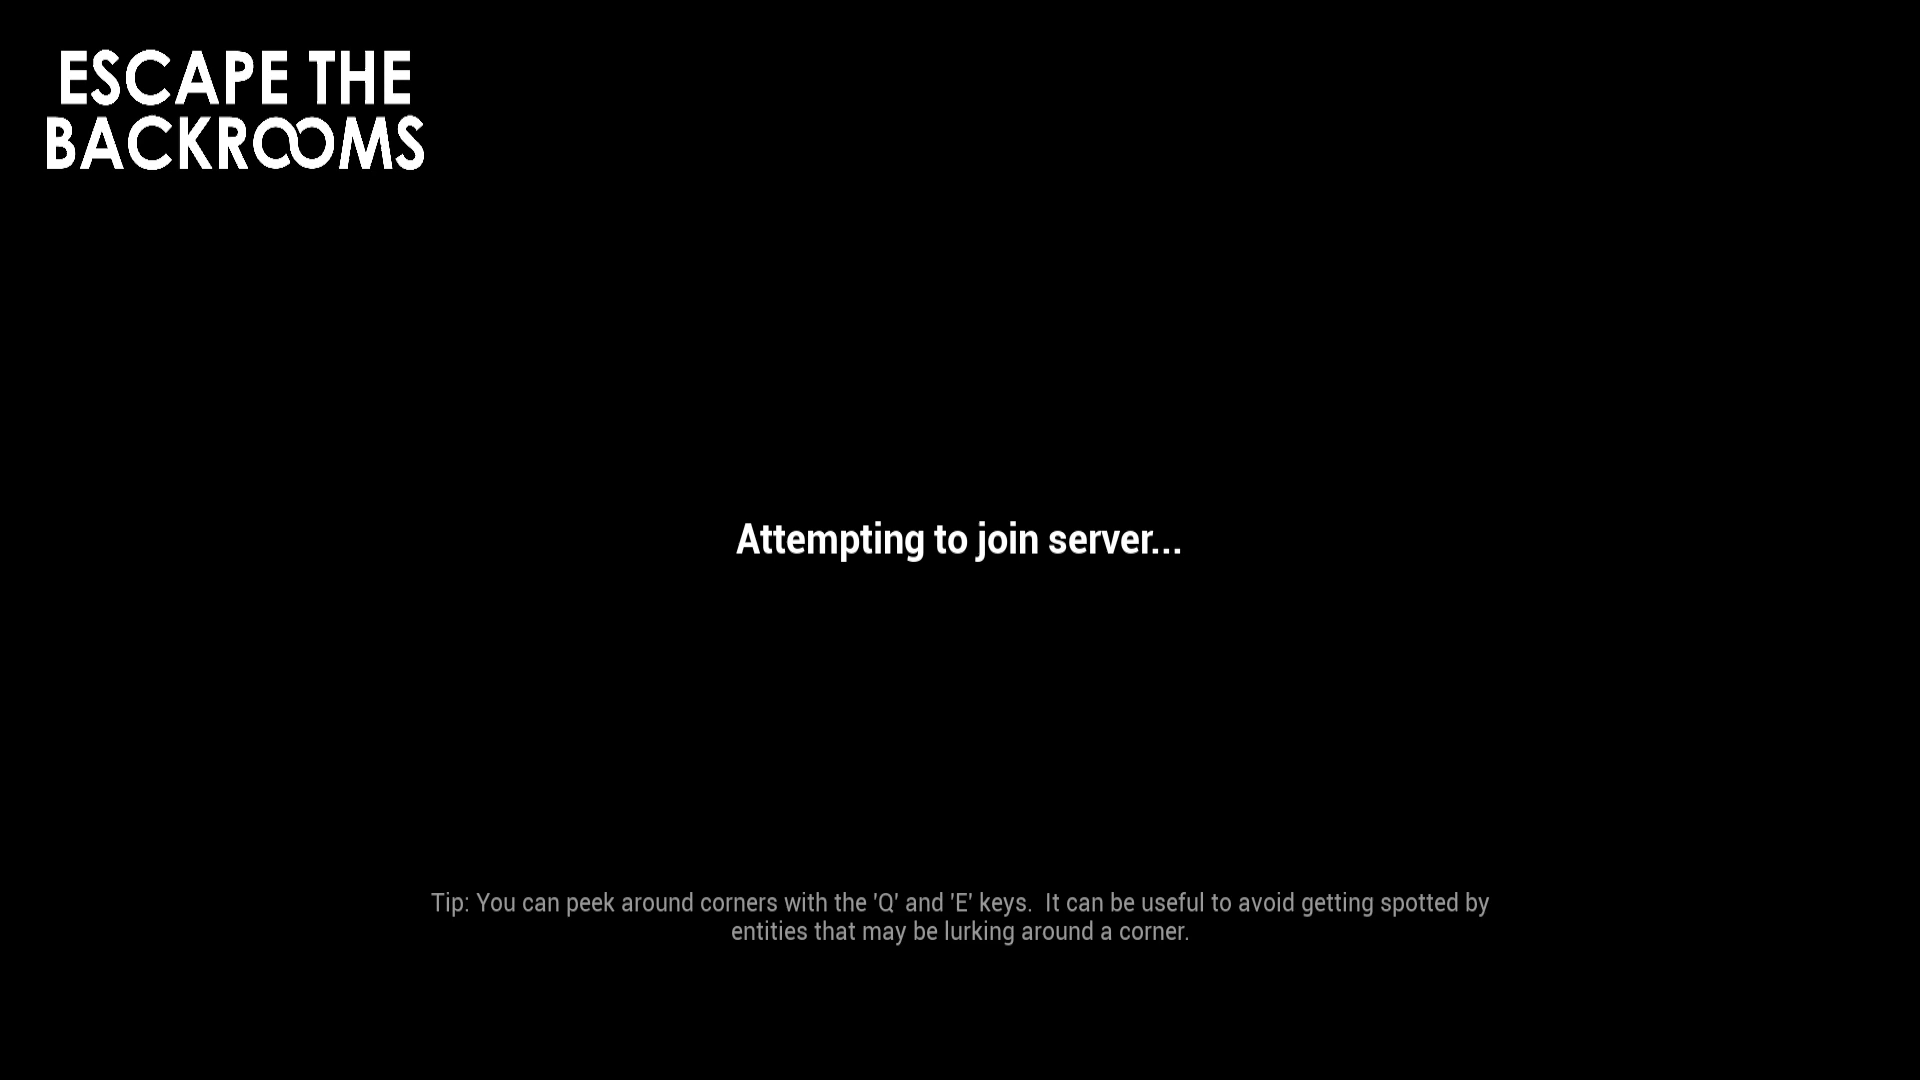 ESCAPE THE
BACKROOMS
Attempting to join server...
Tip: You can peek around corners with the 'Q' and 'E' keys.  It can be useful to avoid getting spotted by
entities that may be lurking around a corner.